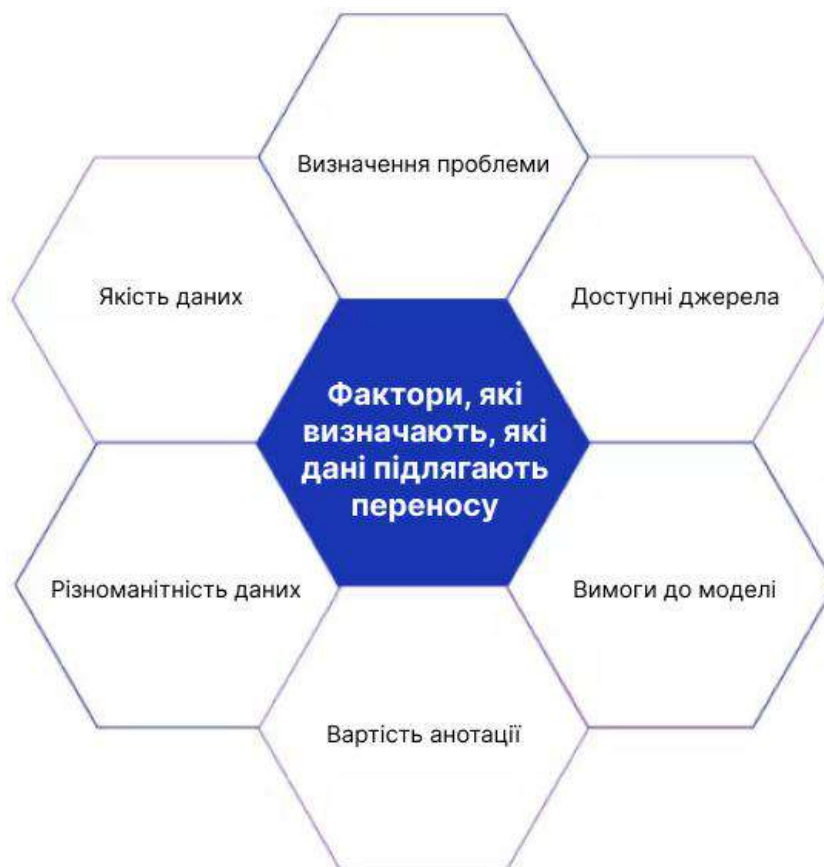 Визначення проблеми
Якість даних
Доступні джерела
Фактори, які
визначають, які
дані підлягають
переносу
Різноманітність даних
Вимоги до моделі
Вартість анотації